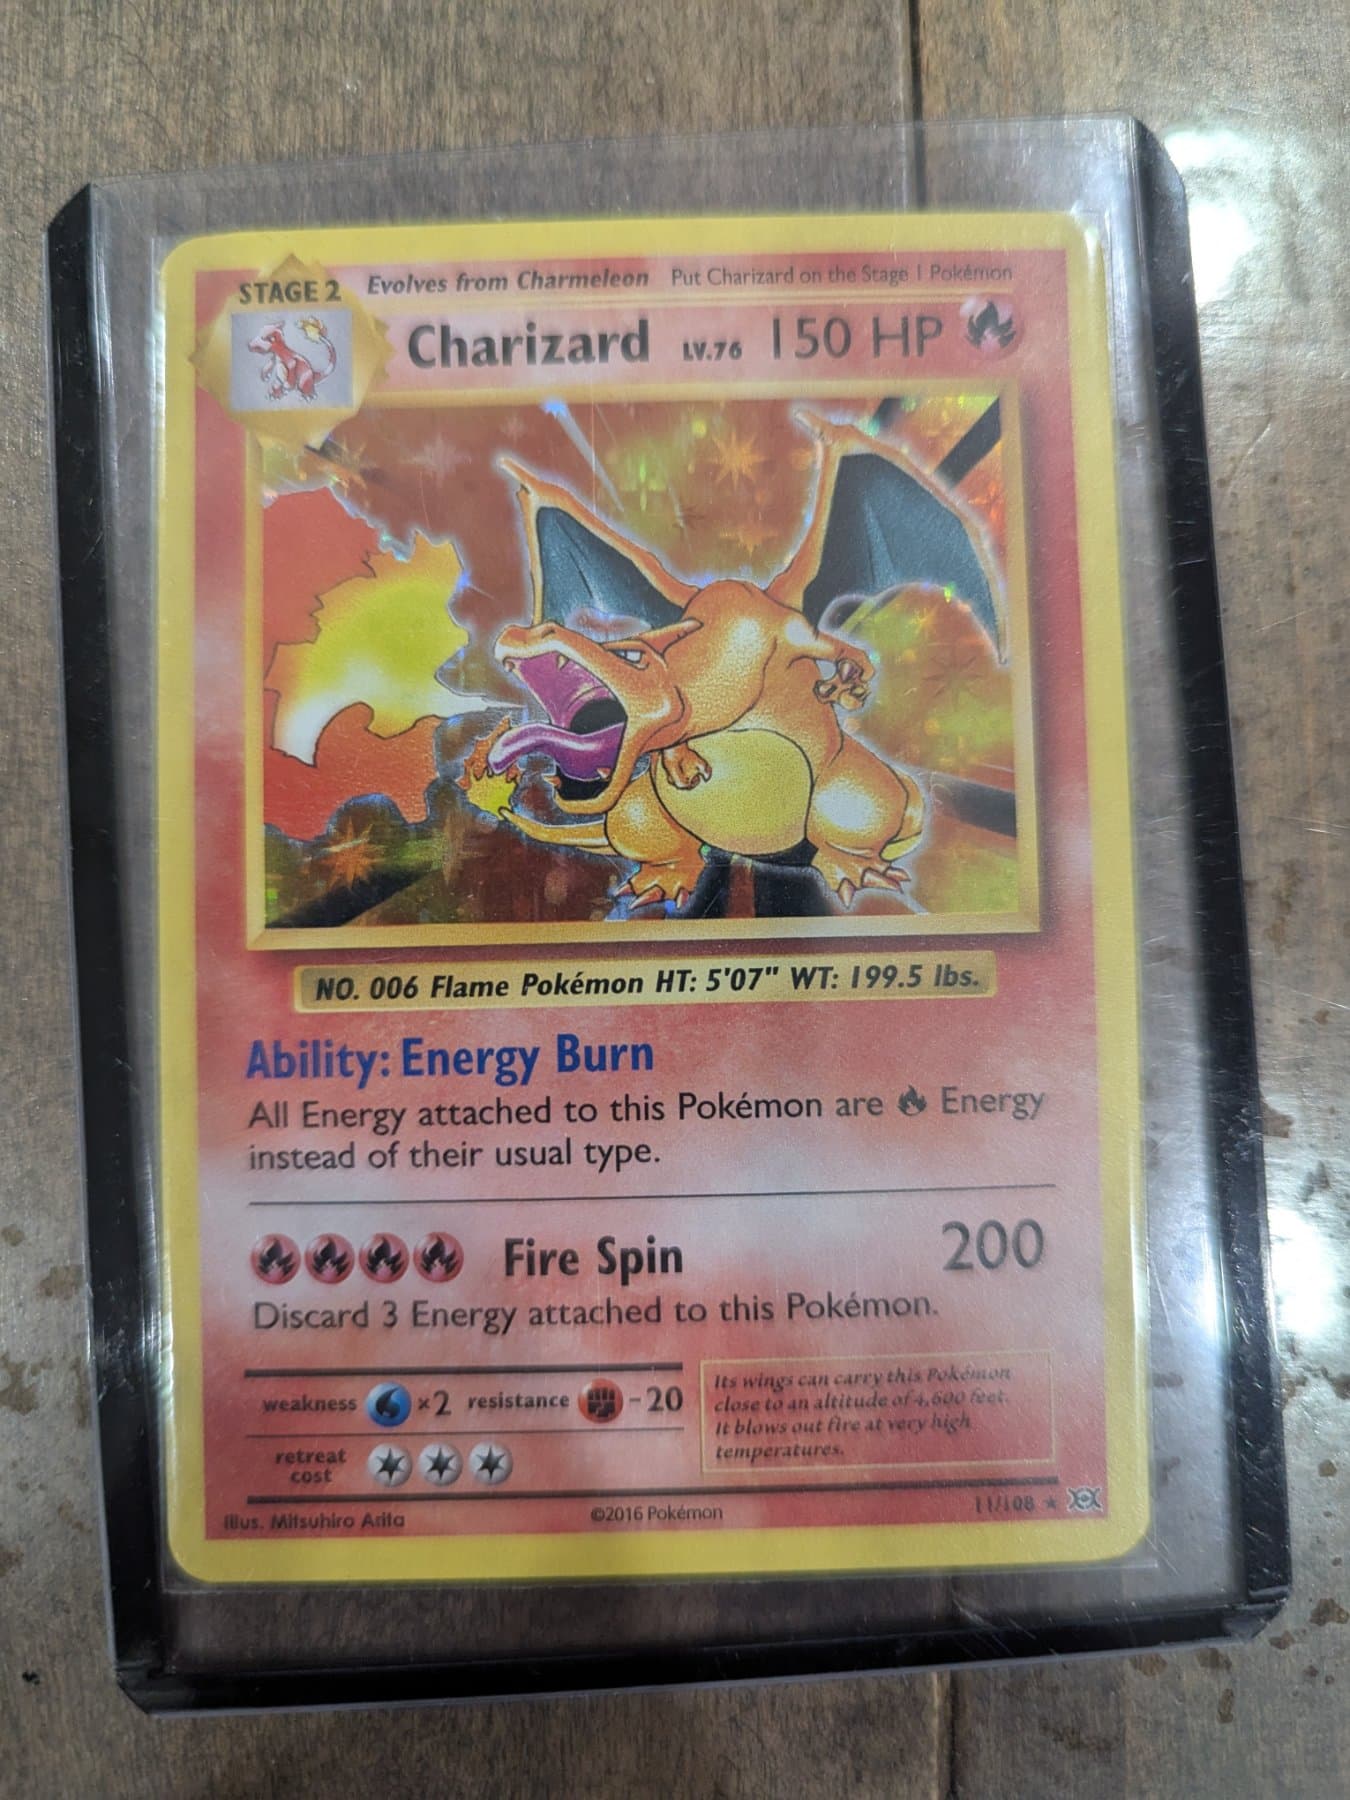 STAGE 2 Evolves from Charmeleon Put Charizard on the Stage 1 Pokémon
Charizard LV.76 150 HP
NO. 006 Flame Pokémon HT: 5'07" WT: 199.5 lbs.
Ability: Energy Burn
All Energy attached to this Pokémon are Energy
instead of their usual type.
Fire Spin 200
Discard 3 Energy attached to this Pokémon.
weakness ×2 resistance -20
retreat
cost
Its wings can carry this Pokémon
close to an altitude of 4,600 feet.
It blows out fire at very high
temperatures.
Illus. Mitsuhiro Arita ©2016 Pokémon 11/108 ★